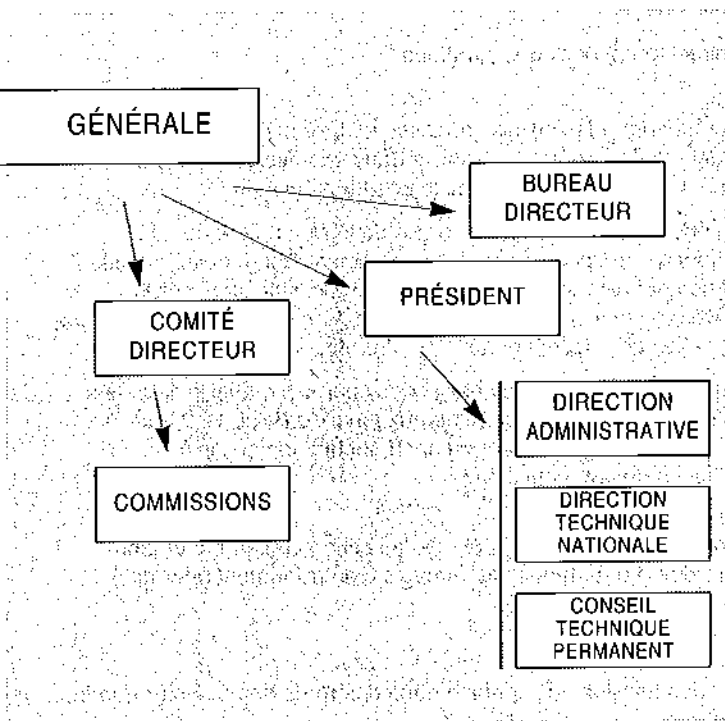 GÉNÉRALE
BUREAU
DIRECTEUR
PRÉSIDENT
COMITÉ
DIRECTEUR
DIRECTION
ADMINISTRATIVE
COMMISSIONS
DIRECTION
TECHNIQUE
NATIONALE
CONSEIL
TECHNIQUE
PERMANENT